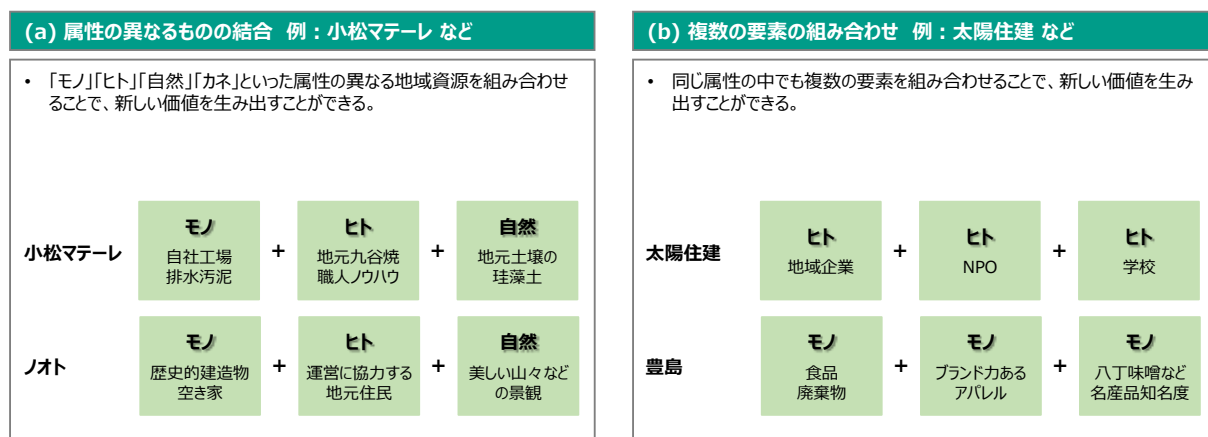 (a) 属性の異なるものの結合 例：小松マテーレ など
• 「モノ」「ヒト」「自然」「カネ」といった属性の異なる地域資源を組み合わせ
ることで、新しい価値を生み出すことができる。
小松マテーレ
モノ
自社工場
排水汚泥
+
ヒト
地元九谷焼
職人ノウハウ
+
自然
地元土壌の
珪藻土
ノオト
モノ
歴史的建造物
空き家
+
ヒト
運営に協力する
地元住民
+
自然
美しい山々など
の景観
(b) 複数の要素の組み合わせ 例：太陽住建 など
• 同じ属性の中でも複数の要素を組み合わせることで、新しい価値を生み
出すことができる。
太陽住建
ヒト
地域企業
+
ヒト
NPO
+
ヒト
学校
豊島
モノ
食品
廃棄物
+
モノ
ブランド力ある
アパレル
+
モノ
八丁味噌など
名産品知名度